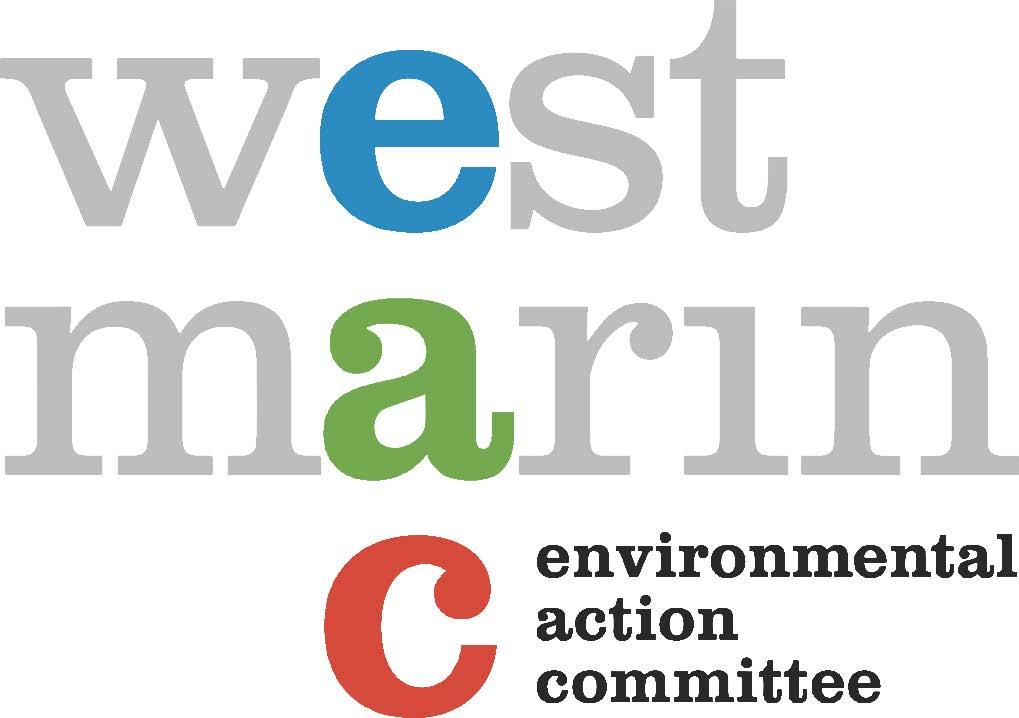 west
marin
c
environmental
action
committee